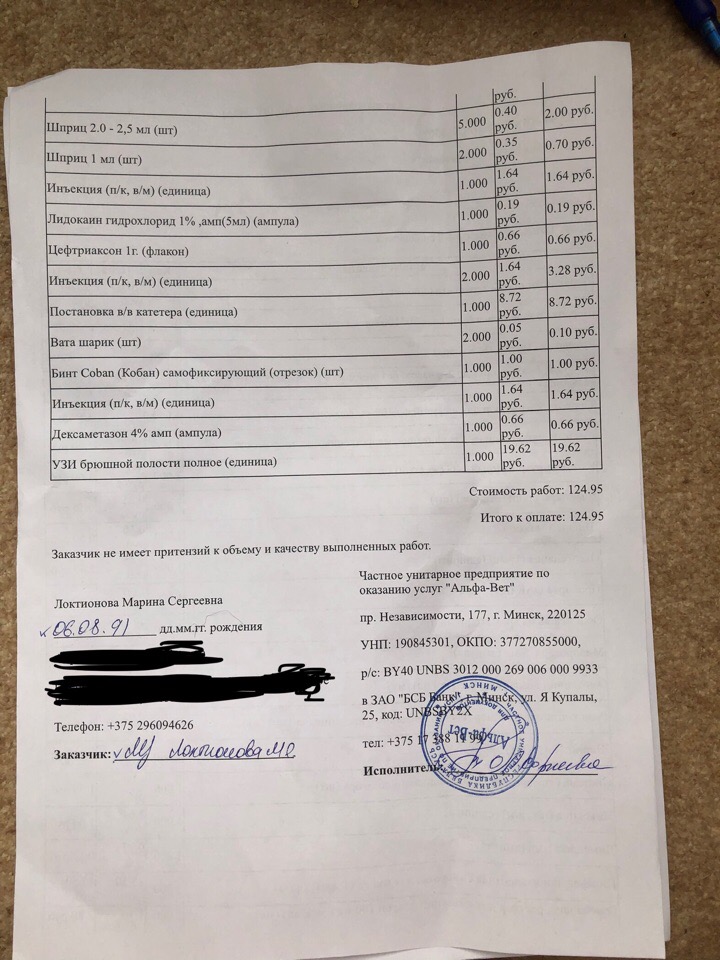 руб.
Шприц 2.0 - 2,5 мл (шт) 5.000 0.40 руб. 2.00 руб.
Шприц 1 мл (шт) 2.000 0.35 руб. 0.70 руб.
Инъекция (п/к, в/м) (единица) 1.000 1.64 руб. 1.64 руб.
Лидокаин гидрохлорид 1% ,амп(5мл) (ампула) 1.000 0.19 руб. 0.19 руб.
Цефтриаксон 1г. (флакон) 1.000 0.66 руб. 0.66 руб.
Инъекция (п/к, в/м) (единица) 2.000 1.64 руб. 3.28 руб.
Постановка в/в катетера (единица) 1.000 8.72 руб. 8.72 руб.
Вата шарик (шт) 2.000 0.05 руб. 0.10 руб.
Бинт Coban (Кобан) самофиксирующий (отрезок) (шт) 1.000 1.00 руб. 1.00 руб.
Инъекция (п/к, в/м) (единица) 1.000 1.64 руб. 1.64 руб.
Дексаметазон 4% амп (ампула) 1.000 0.66 руб. 0.66 руб.
УЗИ брюшной полости полное (единица) 1.000 19.62 руб. 19.62 руб.
Стоимость работ: 124.95
Итого к оплате: 124.95
Заказчик не имеет притензий к объему и качеству выполненных работ.
Локтионова Марина Сергеевна
06.08.91 дд.мм.гг. рождения
Телефон: +375 296094626
Заказчик: Локтионова МС
Частное унитарное предприятие по
оказанию услуг "Альфа-Вет"
пр. Независимости, 177, г. Минск, 220125
УНП: 190845301, ОКПО: 377270855000,
р/с: BY40 UNBS 3012 000 269 006 000 9933
в ЗАО "БСБ Банк" г. Минск, ул. Я Купалы,
25, код: UNBSBY2X
тел: +375 17 388
Исполнитель:
Альфа-Вет